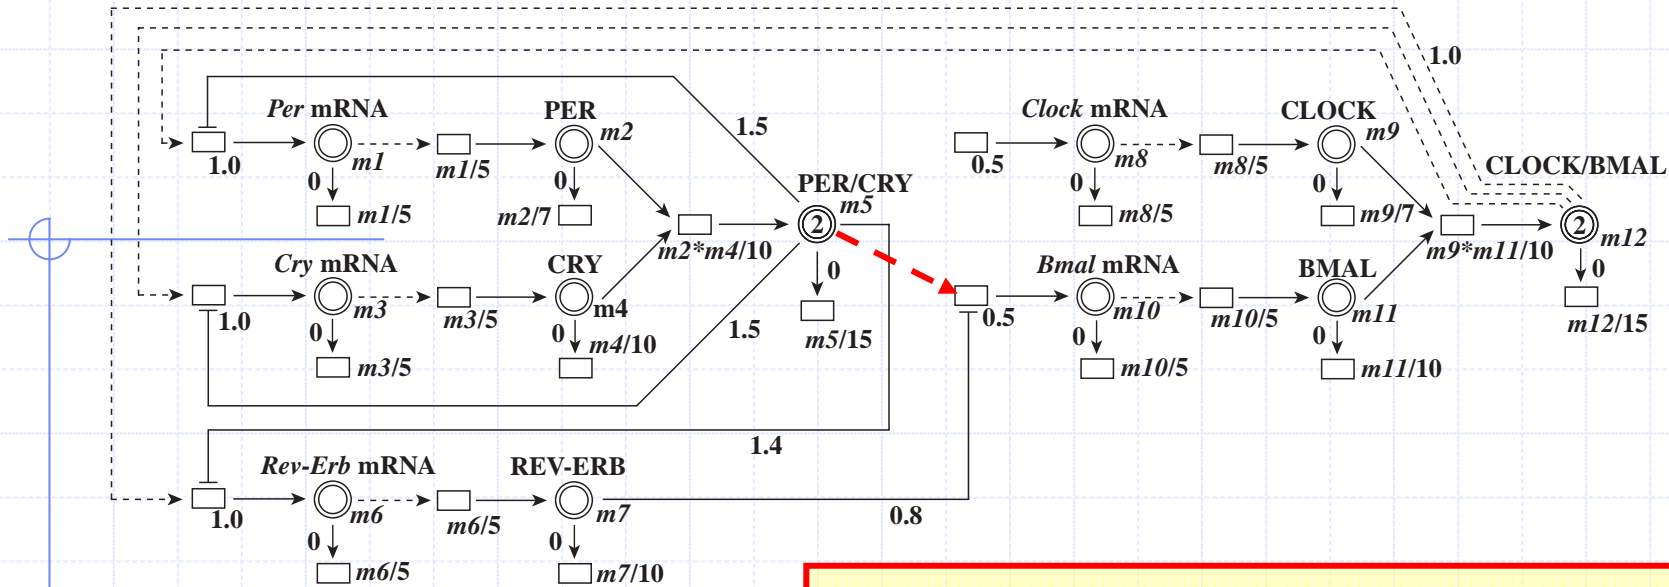 1.0
Per mRNA
PER
Clock mRNA
CLOCK
m2
m9
1.5
1.0
m1
m1/5
0.5
m8
m8/5
CLOCK/BMAL
0
0
PER/CRY
0
0
m1/5
m2/7
m5
m8/5
m9/7
2
2
m2*m4/10
m9*m11/10
m12
Cry mRNA
CRY
0
Bmal mRNA
BMAL
0
1.0
m3
m3/5
m4
0.5
m10
m10/5
m11
m12/15
0
0
m4/10
1.5
m5/15
0
0
m3/5
m10/5
m11/10
1.4
Rev-Erb mRNA
REV-ERB
1.0
m6
m6/5
m7
0.8
0
0
m6/5
m7/10